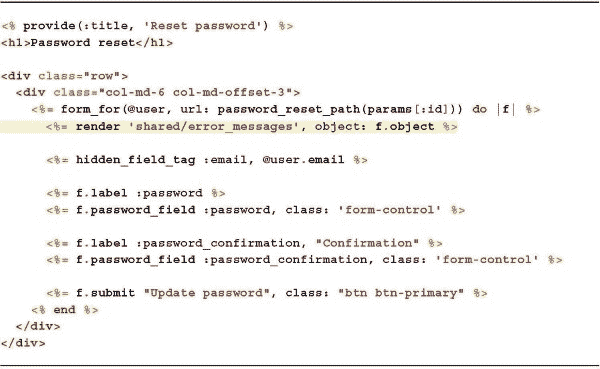 <% provide(:title, 'Reset password') %>
<h1>Password reset</h1>

<div class="row">
  <div class="col-md-6 col-md-offset-3">
    <%= form_for(@user, url: password_reset_path(params[:id])) do |f| %>
      <%= render 'shared/error_messages', object: f.object %>

      <%= hidden_field_tag :email, @user.email %>

      <%= f.label :password %>
      <%= f.password_field :password, class: 'form-control' %>

      <%= f.label :password_confirmation, "Confirmation" %>
      <%= f.password_field :password_confirmation, class: 'form-control' %>

      <%= f.submit "Update password", class: "btn btn-primary" %>
    <% end %>
  </div>
</div>